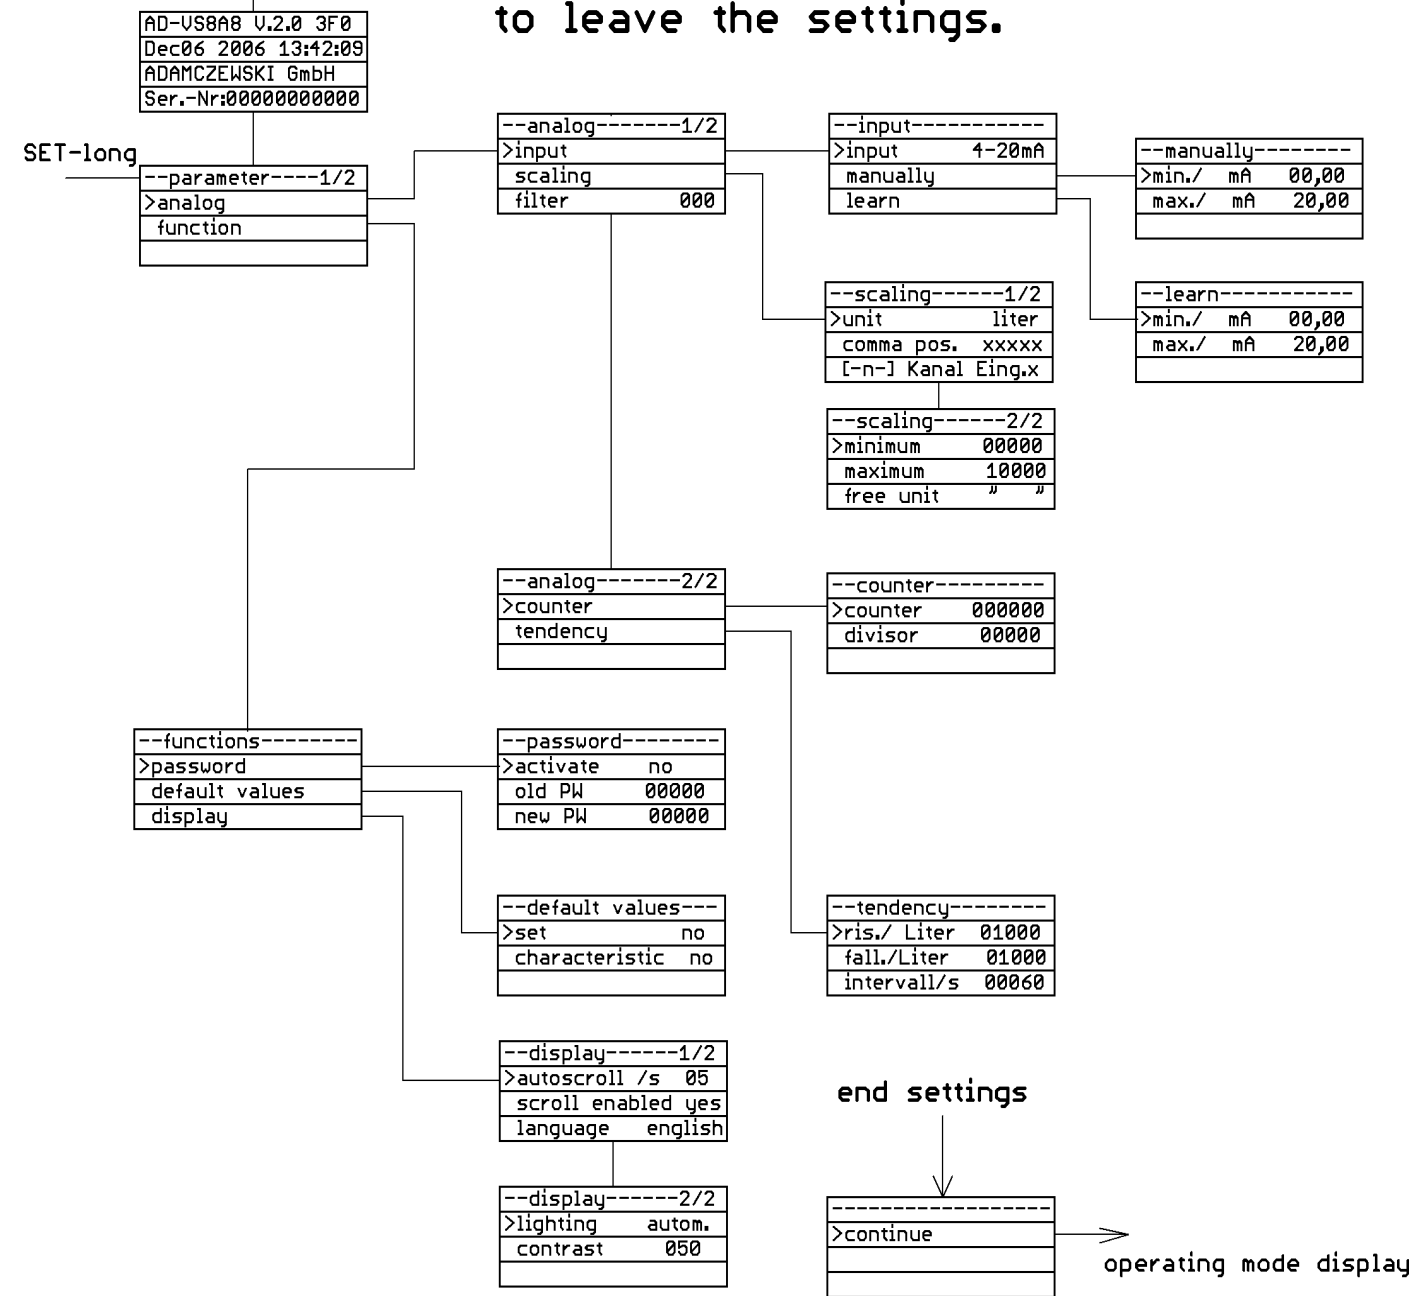 to leave the settings.
AD-VS8A8 V.2.0 3F0
Dec06 2006 13:42:09
ADAMCZEWSKI GmbH
Ser.-Nr:00000000000
SET-long
--parameter----1/2
>analog
function
--analog-------1/2
>input
scaling
filter 000
--input-----------
>input 4-20mA
manually
learn
--manually--------
>min./ mA 00,00
max./ mA 20,00
--scaling------1/2
>unit liter
comma pos. xxxxx
[-n-] Kanal Eing.x
--learn-----------
>min./ mA 00,00
max./ mA 20,00
--scaling------2/2
>minimum 00000
maximum 10000
free unit " "
--analog-------2/2
>counter
tendency
--counter---------
>counter 000000
divisor 00000
--functions--------
>password
default values
display
--password--------
>activate no
old PW 00000
new PW 00000
--default values---
>set no
characteristic no
--tendency--------
>ris./ Liter 01000
fall./Liter 01000
intervall/s 00060
--display------1/2
>autoscroll /s 05
scroll enabled yes
language english
--display------2/2
>lighting autom.
contrast 050
end settings
------------------
>continue
operating mode display